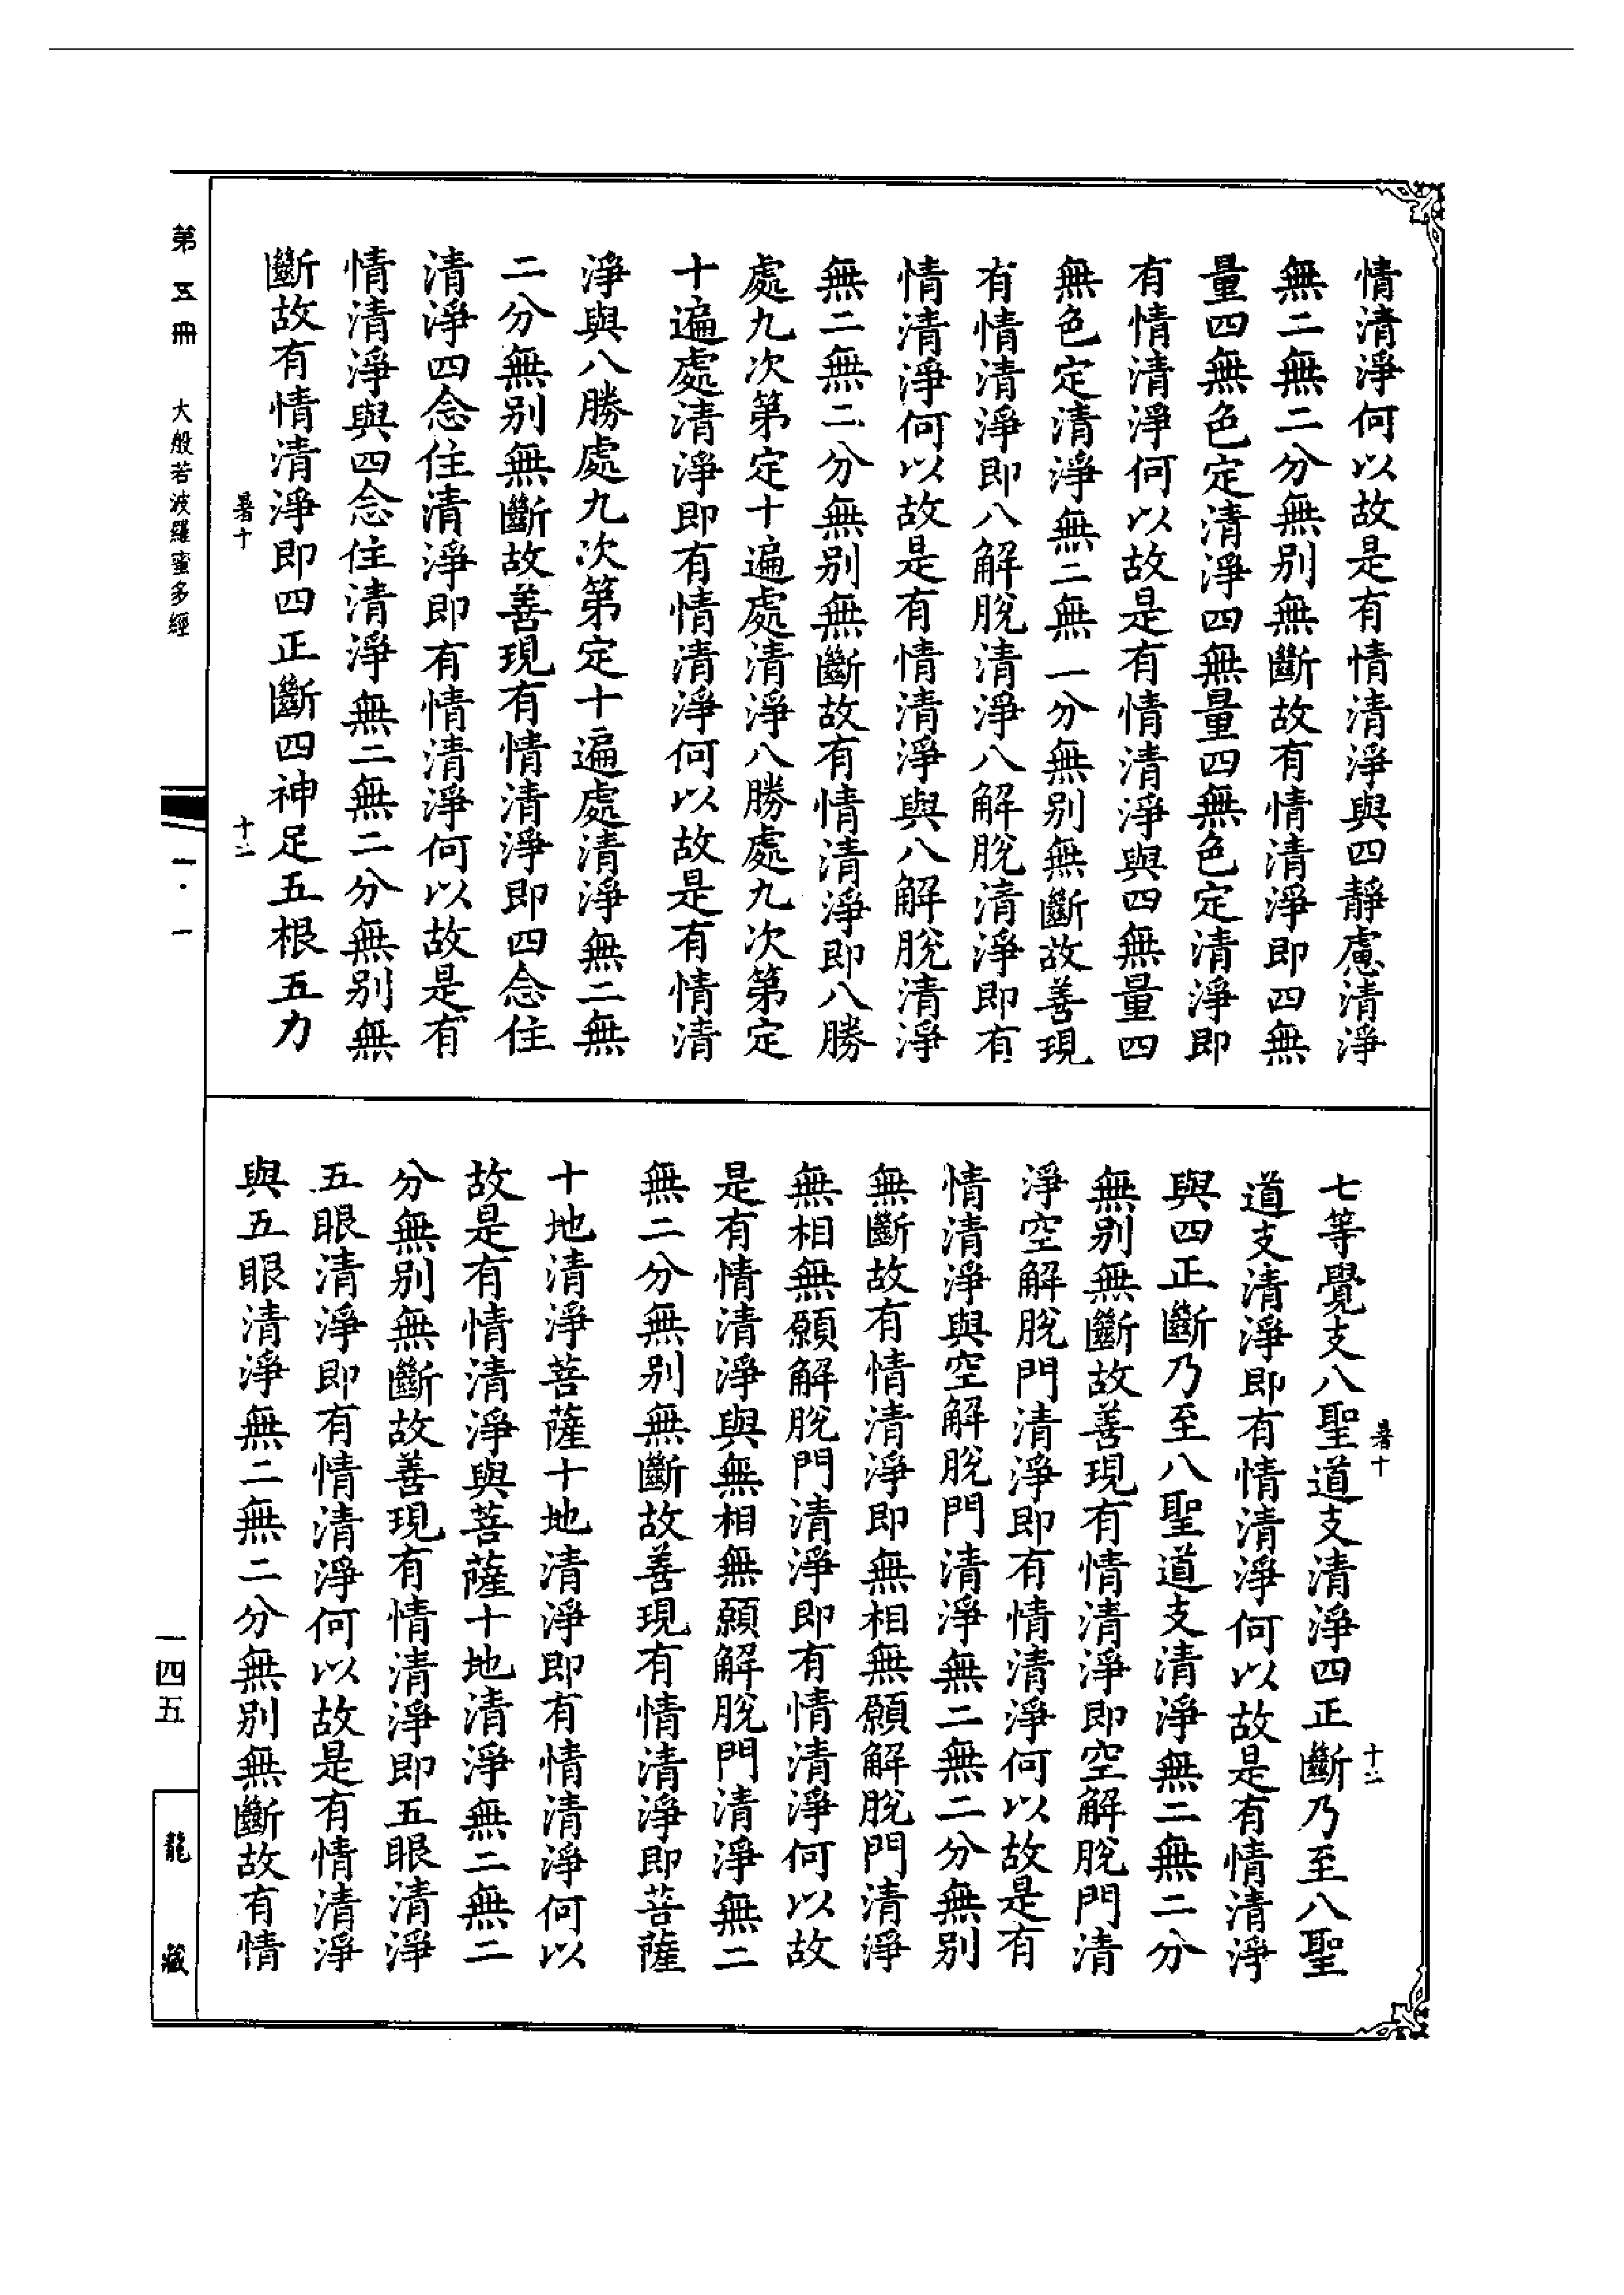 情清淨何以故是有情清淨與四靜慮清淨
無二無二分無别無斷故有情清淨即四無
量四無色定清淨四無量四無色定清淨即
有情清淨何以故是有情清淨與四無量四
無色定清淨無二無一分無别無斷故善現
有情清淨即八解脫清淨八解脫清淨即有
情清淨何以故是有情清淨與八解脫清淨
無二無二分無别無斷故有情清淨即八勝
處九次第定十遍處清淨八勝處九次第定
十遍處清淨即有情清淨何以故是有情清
淨與八勝處九次第定十遍處清淨無二無
二分無别無斷故善現有情清淨即四念住
清淨四念住清淨即有情清淨何以故是有
情清淨與四念住清淨無二無二分無别無
斷故有情清淨即四正斷四神足五根五力
暑十 十二
七等覺支八聖道支清淨四正斷乃至八聖
道支清淨即有情清淨何以故是有情清淨
與四正斷乃至八聖道支清淨無二無二分
無别無斷故善現有情清淨即空解脫門清
淨空解脫門清淨即有情清淨何以故是有
情清淨與空解脫門清淨無二無二分無别
無斷故有情清淨即無相無願解脫門清淨
無相無願解脫門清淨即有情清淨何以故
是有情清淨與無相無願解脫門清淨無二
無二分無别無斷故善現有情清淨即菩薩
十地清淨菩薩十地清淨即有情清淨何以
故是有情清淨與菩薩十地清淨無二無二
分無别無斷故善現有情清淨即五眼清淨
五眼清淨即有情清淨何以故是有情清淨
與五眼清淨無二無二分無别無斷故有情
暑十 十二
第五冊 大般若波羅蜜多經 一·一
一四五
龍藏